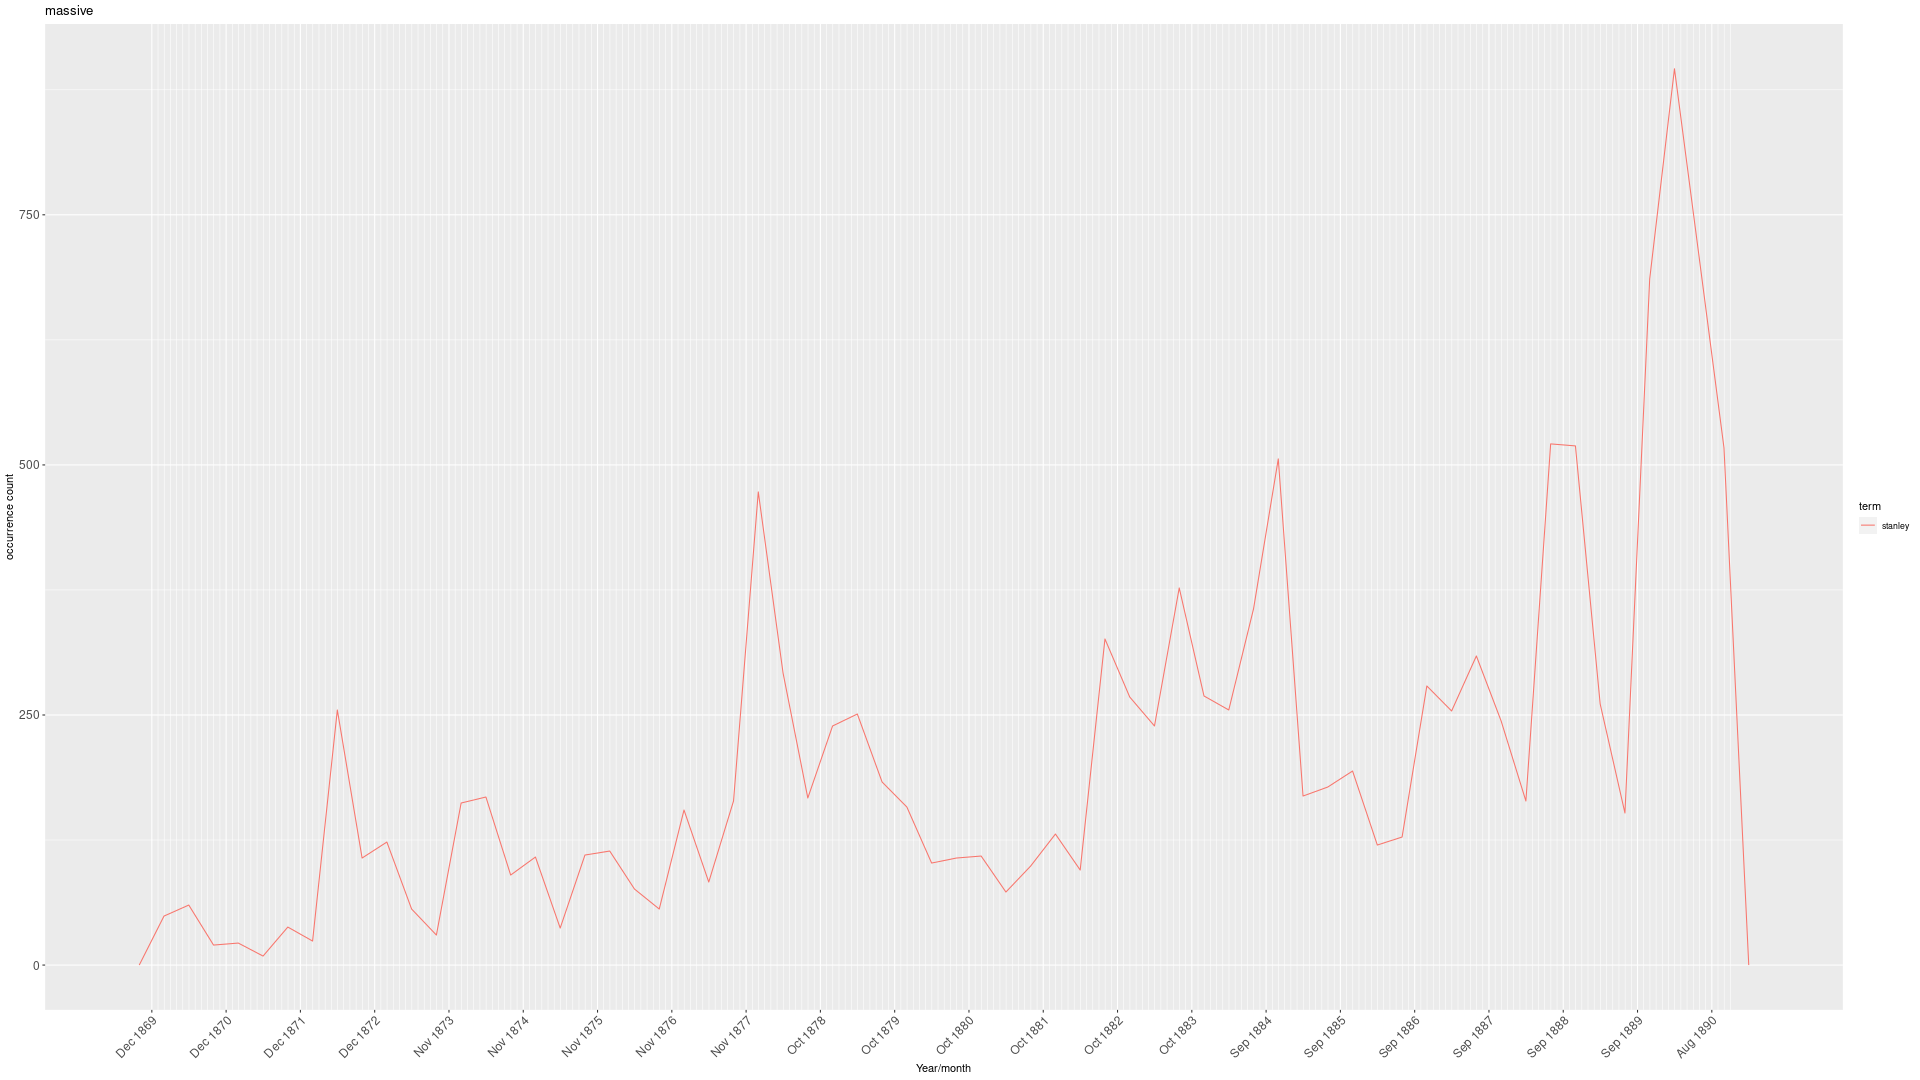 massive
occurrence count
750
500
250
0
Dec 1869
Dec 1870
Dec 1871
Dec 1872
Nov 1873
Nov 1874
Nov 1875
Nov 1876
Nov 1877
Oct 1878
Oct 1879
Oct 1880
Oct 1881
Oct 1882
Oct 1883
Sep 1884
Sep 1885
Sep 1886
Sep 1887
Sep 1888
Sep 1889
Aug 1890
Year/month
term
stanley